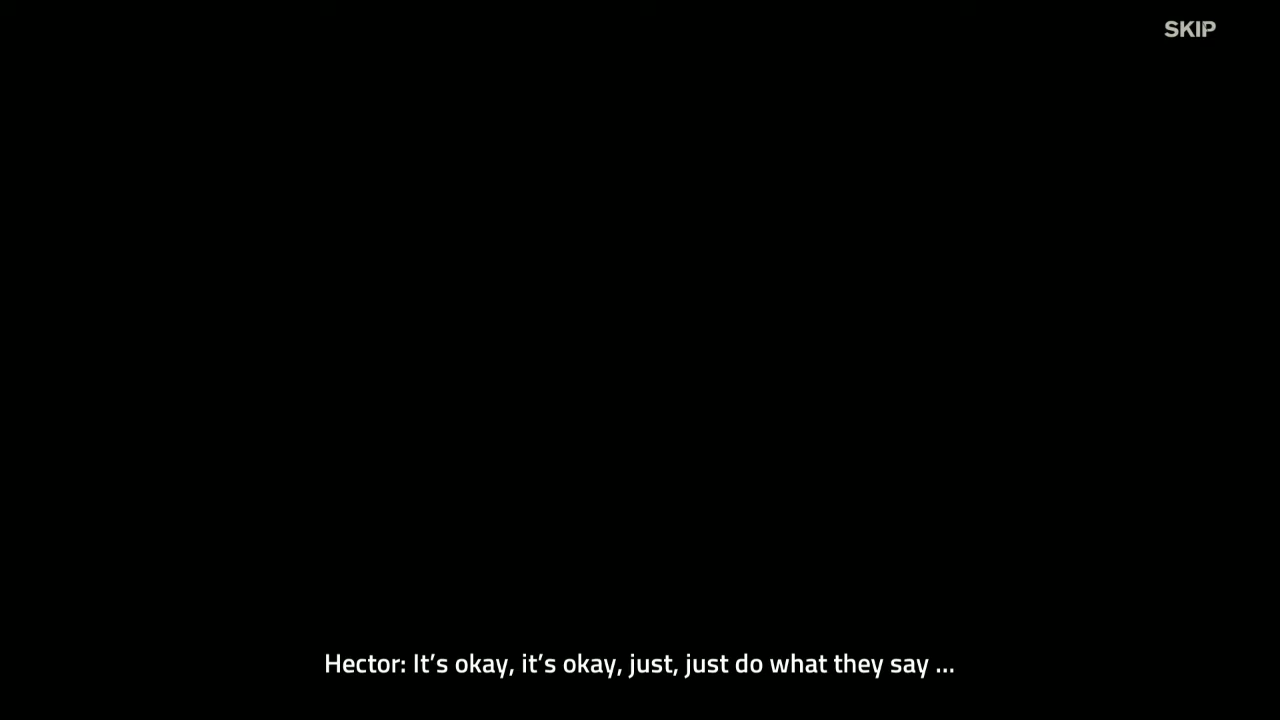 SKIP
Hector: It’s okay, it’s okay, just, just do what they say ...